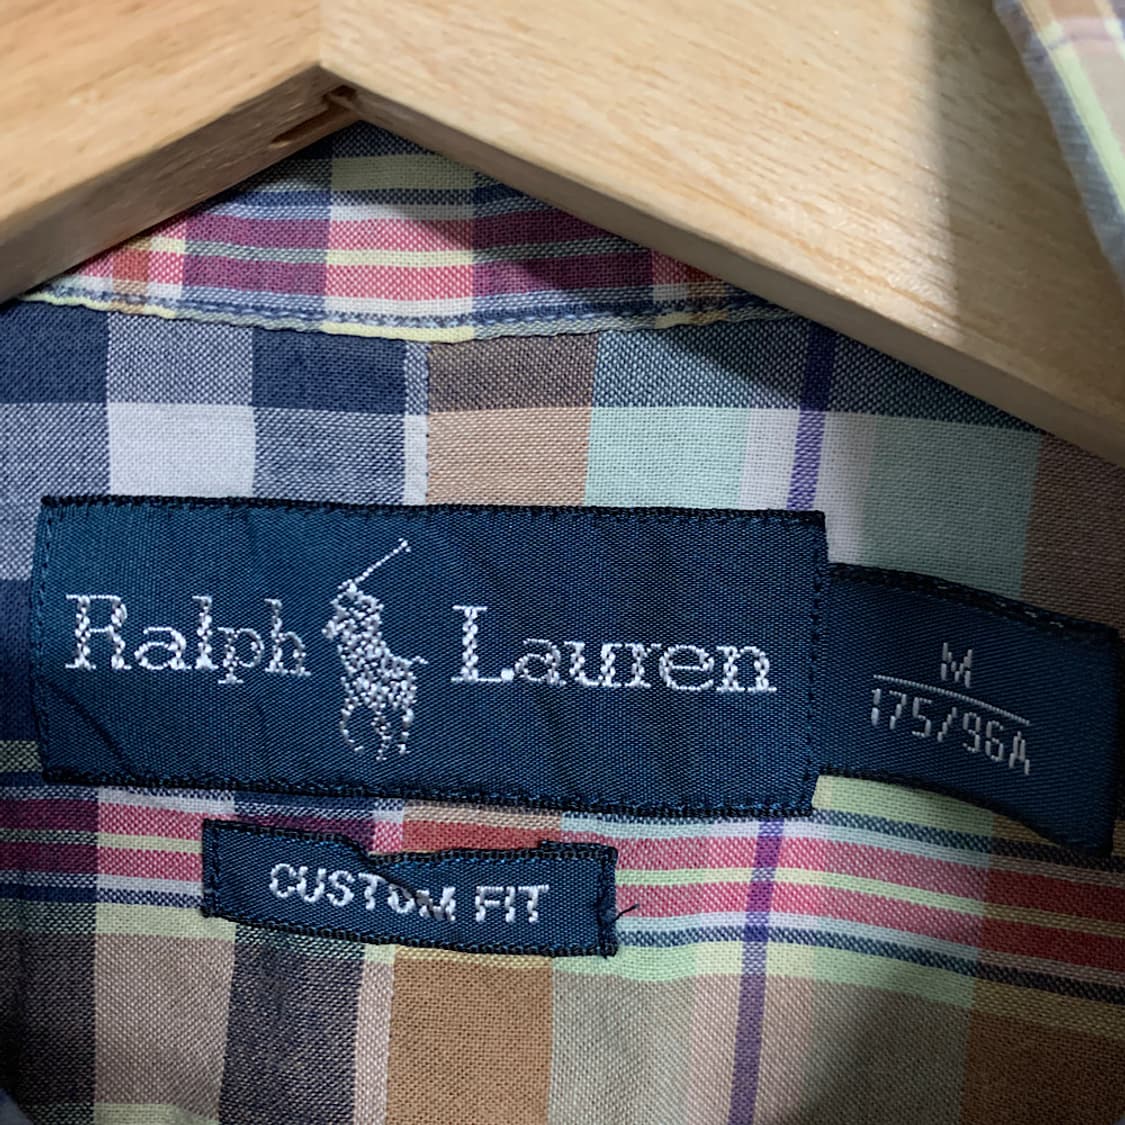 Ralph Lauren
M
175/96A
CUSTOM FIT